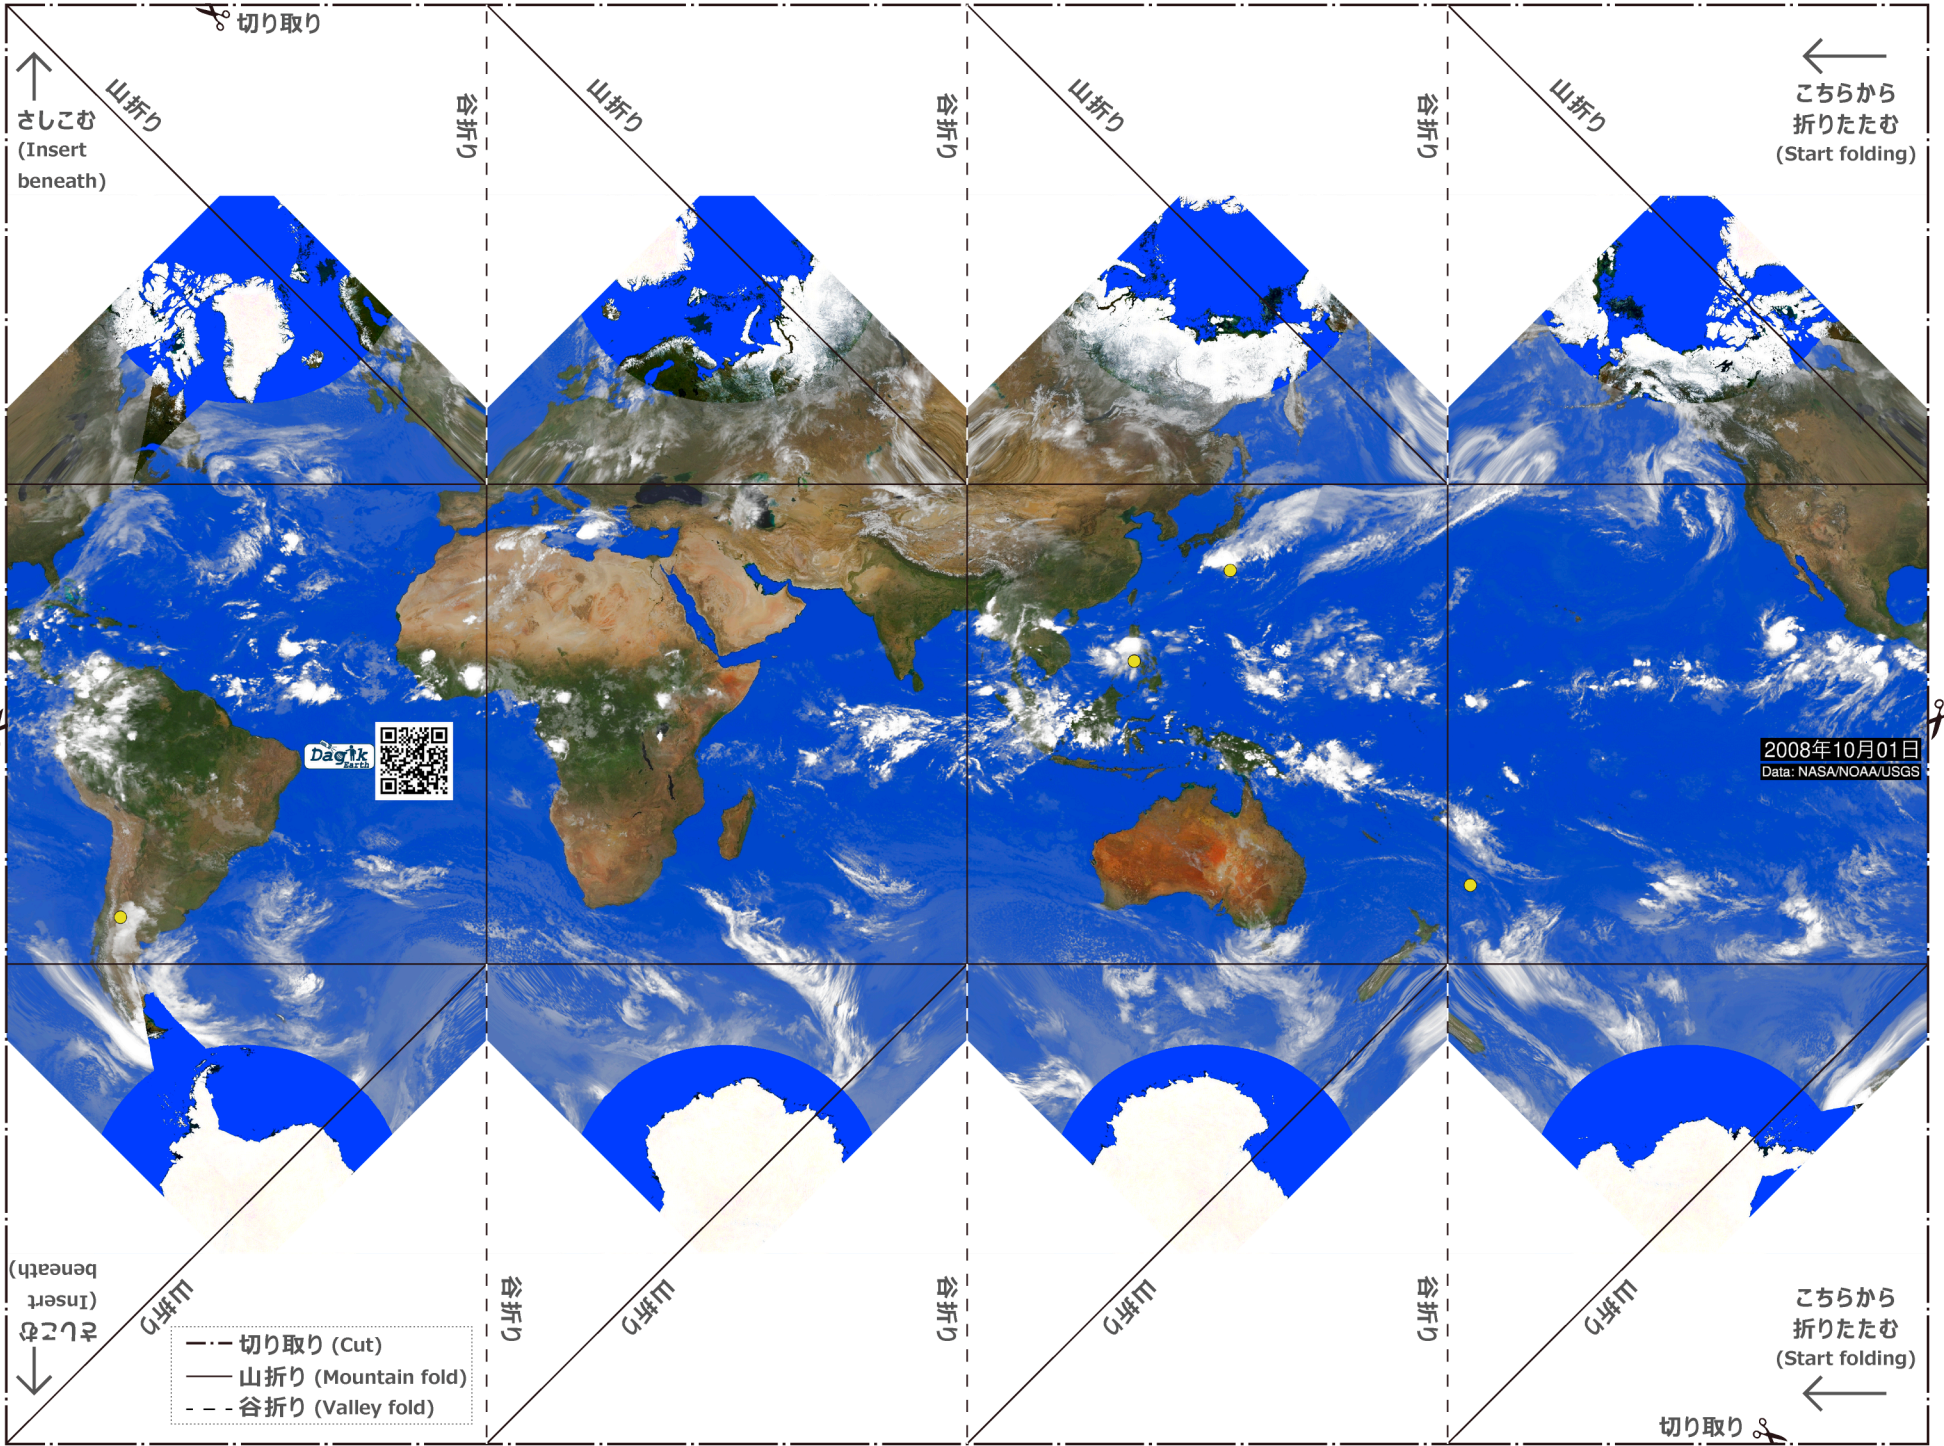 切り取り
山折り
谷折り
山折り
谷折り
山折り
谷折り
山折り
さしこむ
(Insert
beneath)
こちらから
折りたたむ
(Start folding)
Dagik
Earth
2008年10月01日
Data: NASA/NOAA/USGS
さしこむ
(Insert
beneath)
山折り
谷折り
山折り
谷折り
山折り
谷折り
山折り
こちらから
折りたたむ
(Start folding)
切り取り (Cut)
山折り (Mountain fold)
谷折り (Valley fold)
切り取り